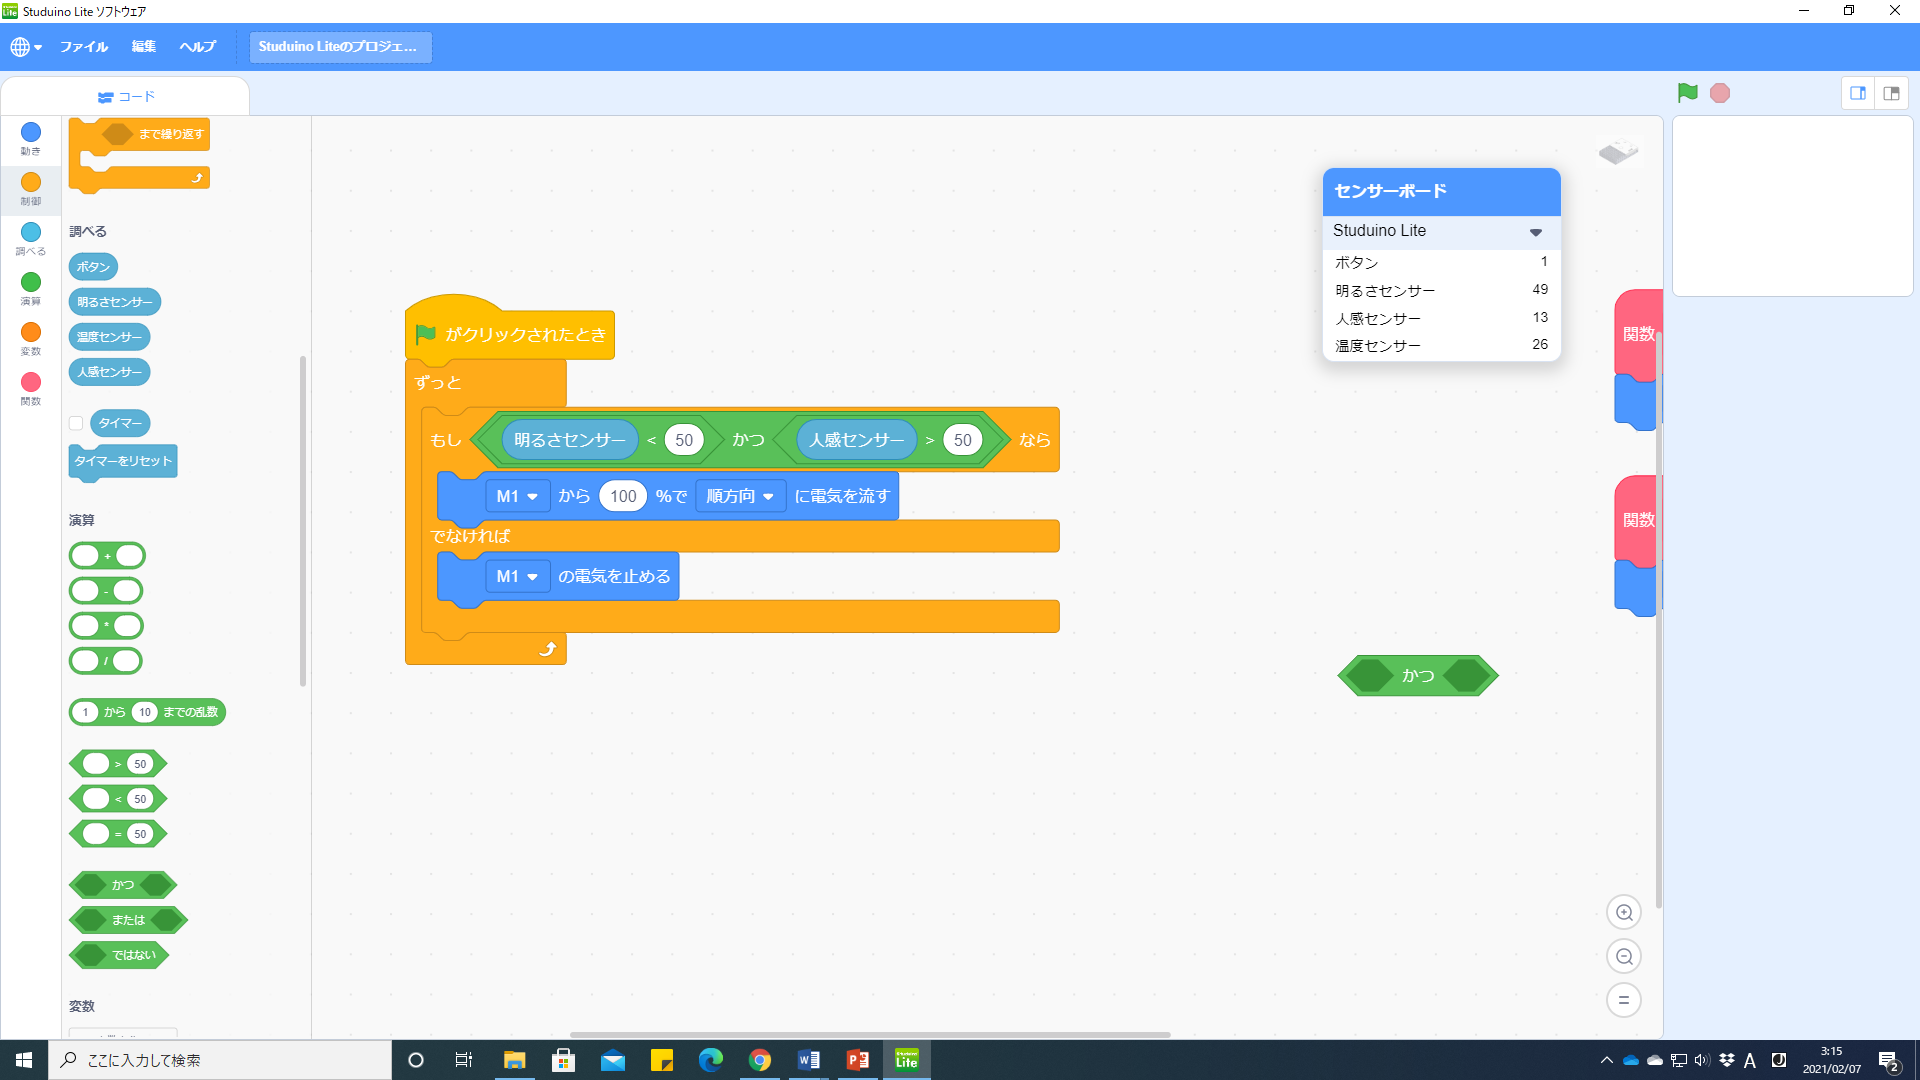 Studuino Lite ソフトウェア
ファイル 編集 ヘルプ Studuino Liteのプロジェ...
コード
動き
制御
調べる
演算
変数
関数
まで繰り返す
調べる
ボタン
明るさセンサー
温度センサー
人感センサー
タイマー
タイマーをリセット
演算
+
-
*
/
1 から 10 までの乱数
> 50
< 50
= 50
かつ
または
ではない
変数
がクリックされたとき
ずっと
もし 明るさセンサー < 50 かつ 人感センサー > 50 なら
M1 から 100 %で 順方向 に電気を流す
でなければ
M1 の電気を止める
センサーボード
Studuino Lite
ボタン 1
明るさセンサー 49
人感センサー 13
温度センサー 26
関数
関数
かつ
ここに入力して検索
Studuino Lite
A
3:15
2021/02/07
2